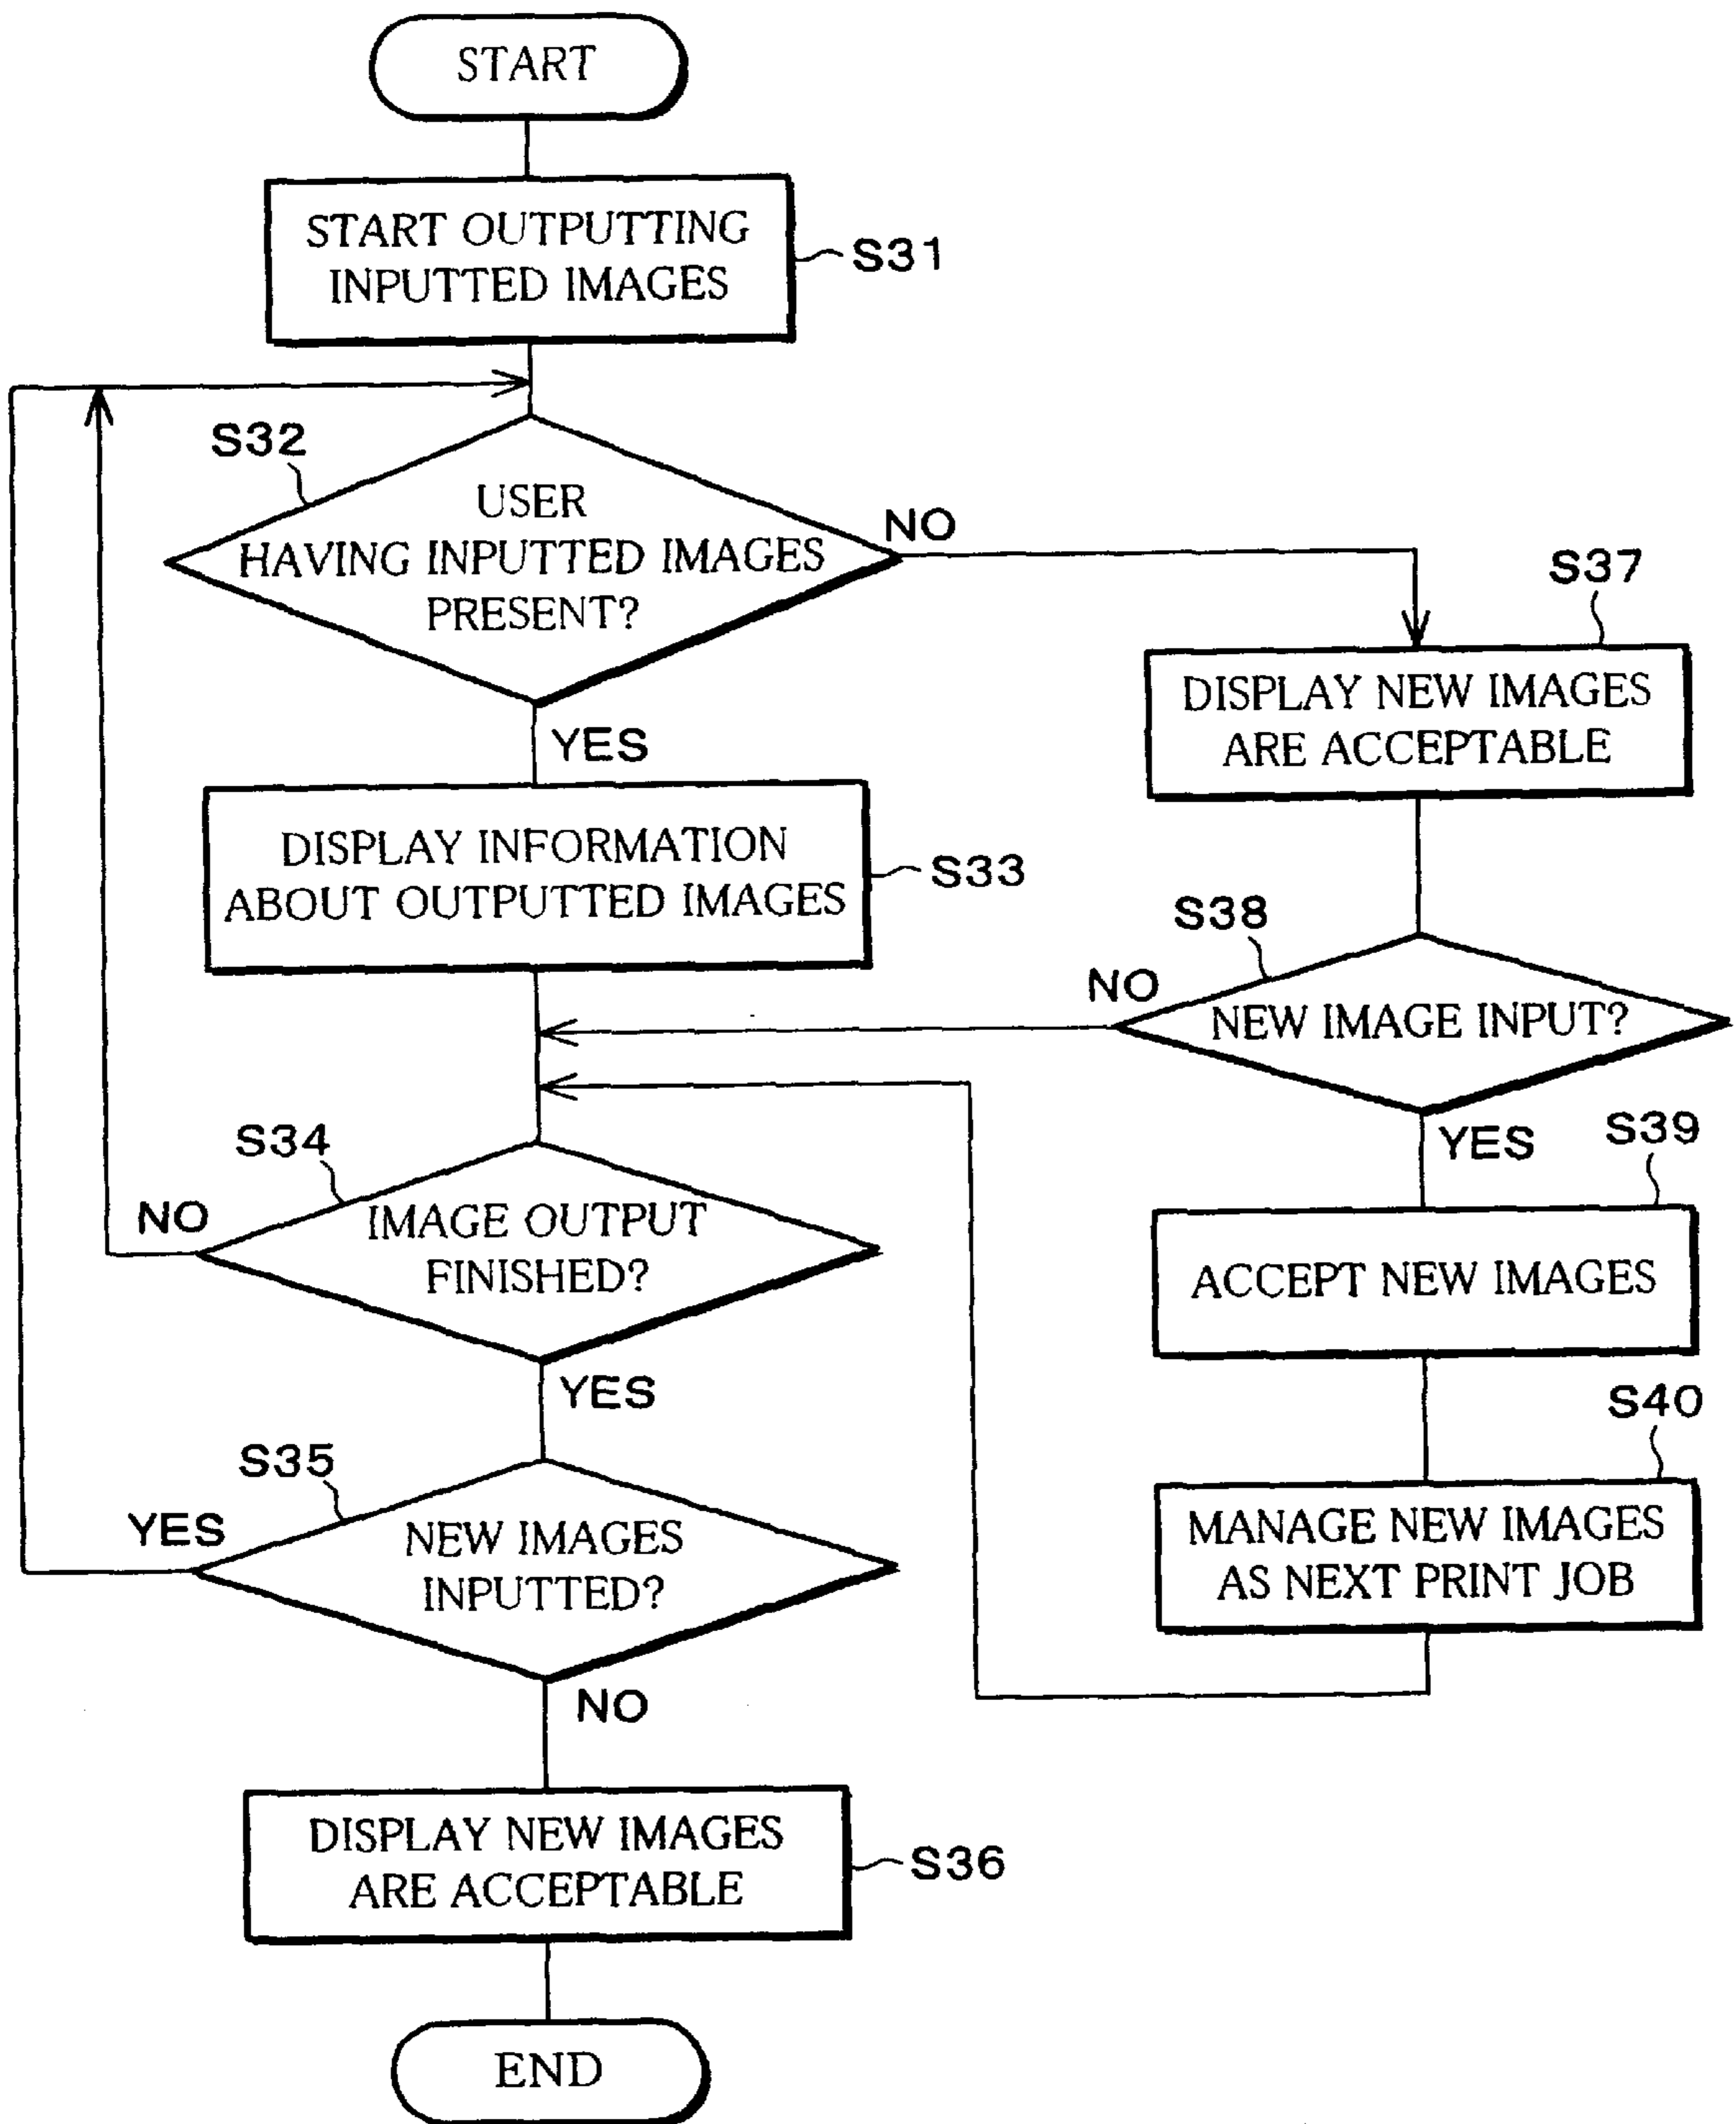 START
START OUTPUTTING
INPUTTED IMAGES
S31
S32
USER
HAVING INPUTTED IMAGES
PRESENT?
NO
YES
S37
DISPLAY NEW IMAGES
ARE ACCEPTABLE
DISPLAY INFORMATION
ABOUT OUTPUTTED IMAGES
S33
S38
NO
NEW IMAGE INPUT?
YES
S34
NO
IMAGE OUTPUT
FINISHED?
YES
S39
ACCEPT NEW IMAGES
S40
MANAGE NEW IMAGES
AS NEXT PRINT JOB
S35
YES
NEW IMAGES
INPUTTED?
NO
DISPLAY NEW IMAGES
ARE ACCEPTABLE
S36
END